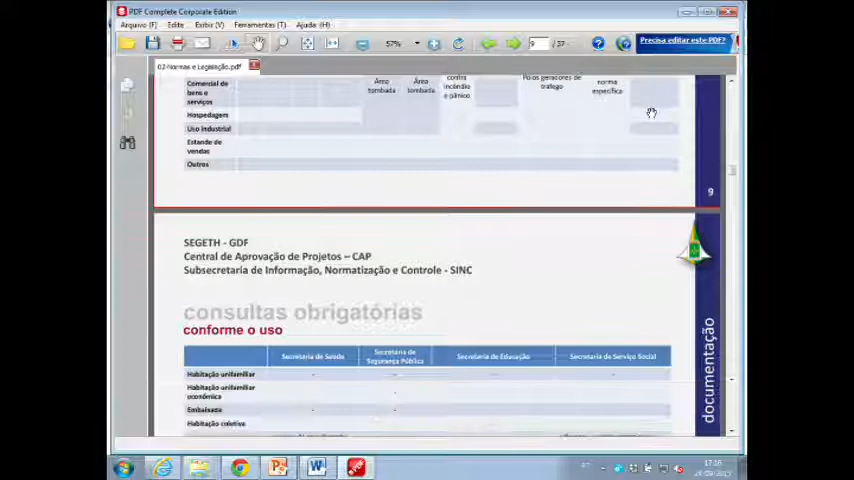 PDF Complete Corporate Edition
Arquivo (F) Edite Exibir (V) Ferramentas (T) Ajuda (H)
57% 9 / 37 Precisa editar este PDF?
02-Normas e Legislação.pdf
Comercial de bens e serviços
Área tombada
Área tombada
contra incêndio e pânico
Polos geradores de tráfego
norma específica
Hospedagem
Uso industrial
Estande de vendas
Outros
9
SEGETH - GDF
Central de Aprovação de Projetos – CAP
Subsecretaria de Informação, Normatização e Controle - SINC
consultas obrigatórias
conforme o uso
documentação
Secretaria de Saúde
Secretaria de Segurança Pública
Secretaria de Educação
Secretaria de Serviço Social
Habitação unifamiliar - - - -
Habitação unifamiliar econômica -
Embaixada - -
Habitação coletiva
PT